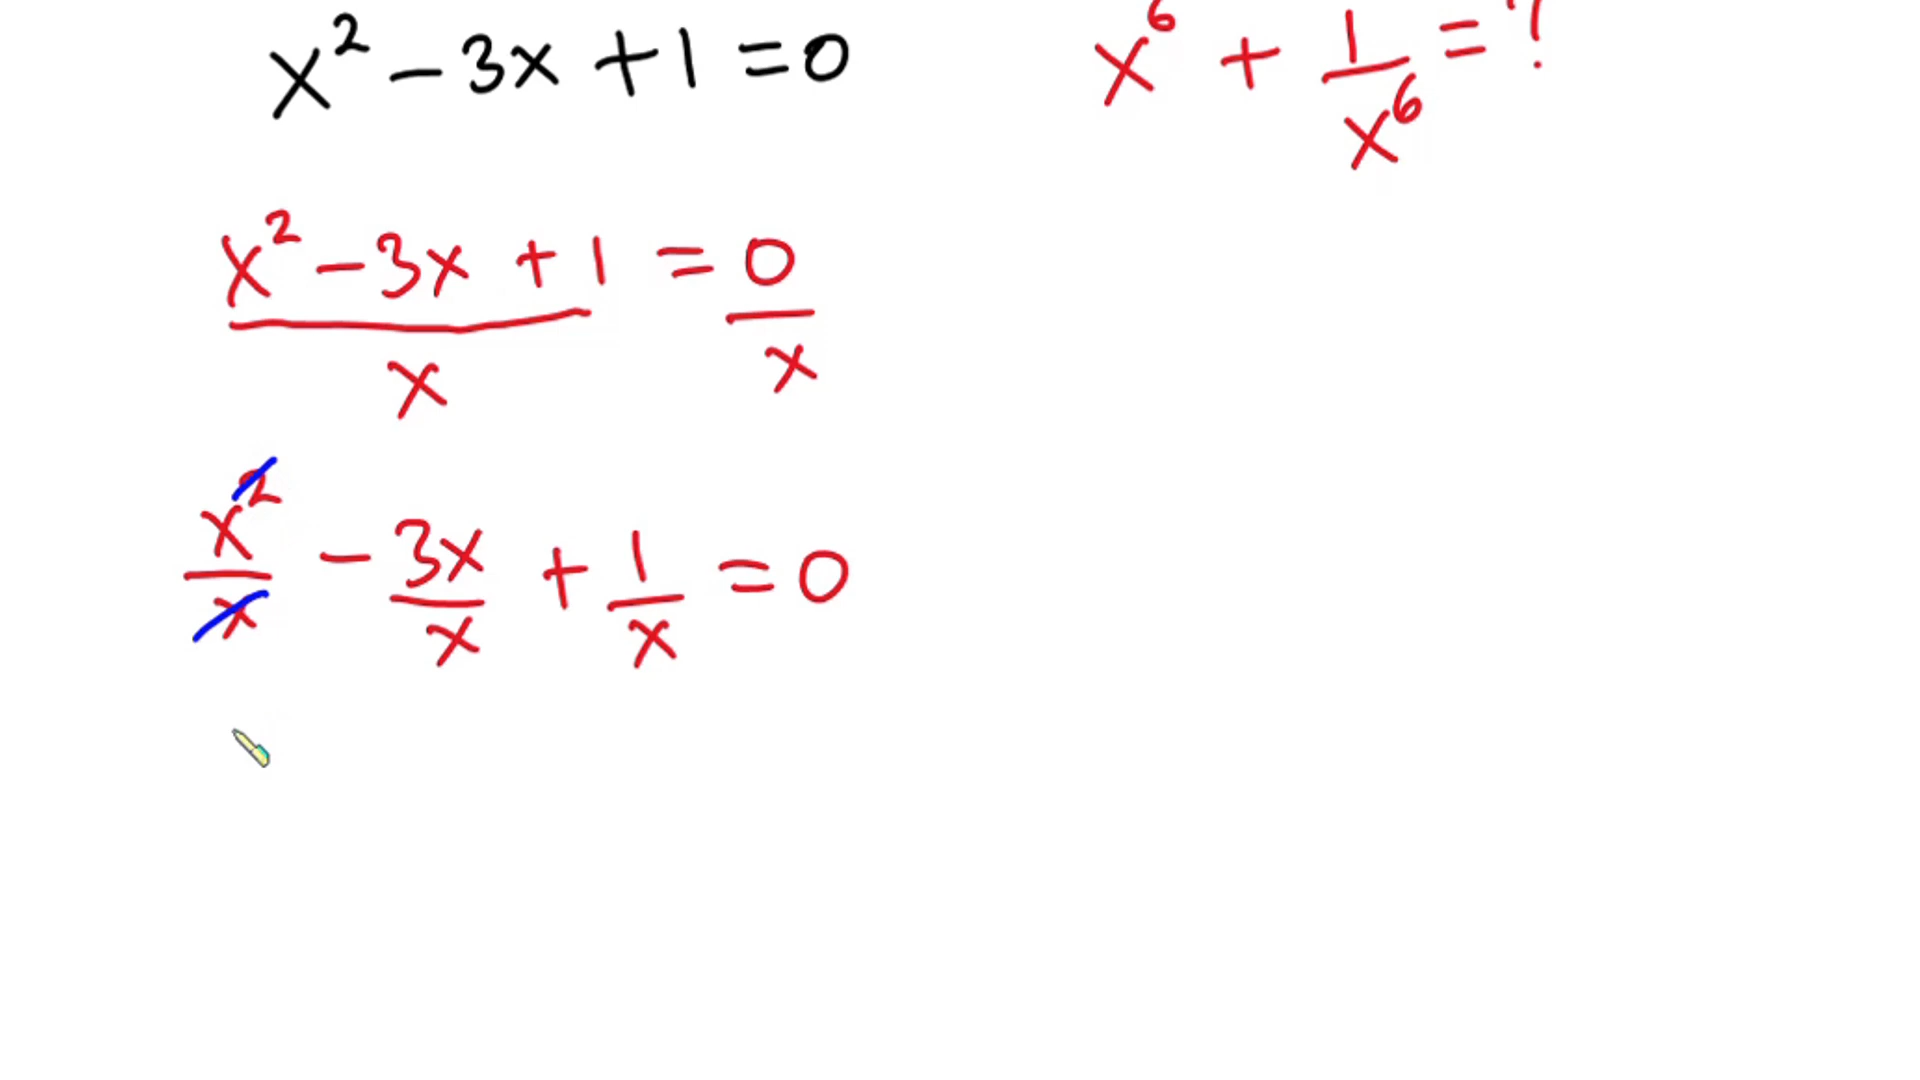 x² - 3x + 1 = 0
x⁶ + 1/x⁶ = ?
(x² - 3x + 1)/x = 0/x
x²/x - 3x/x + 1/x = 0